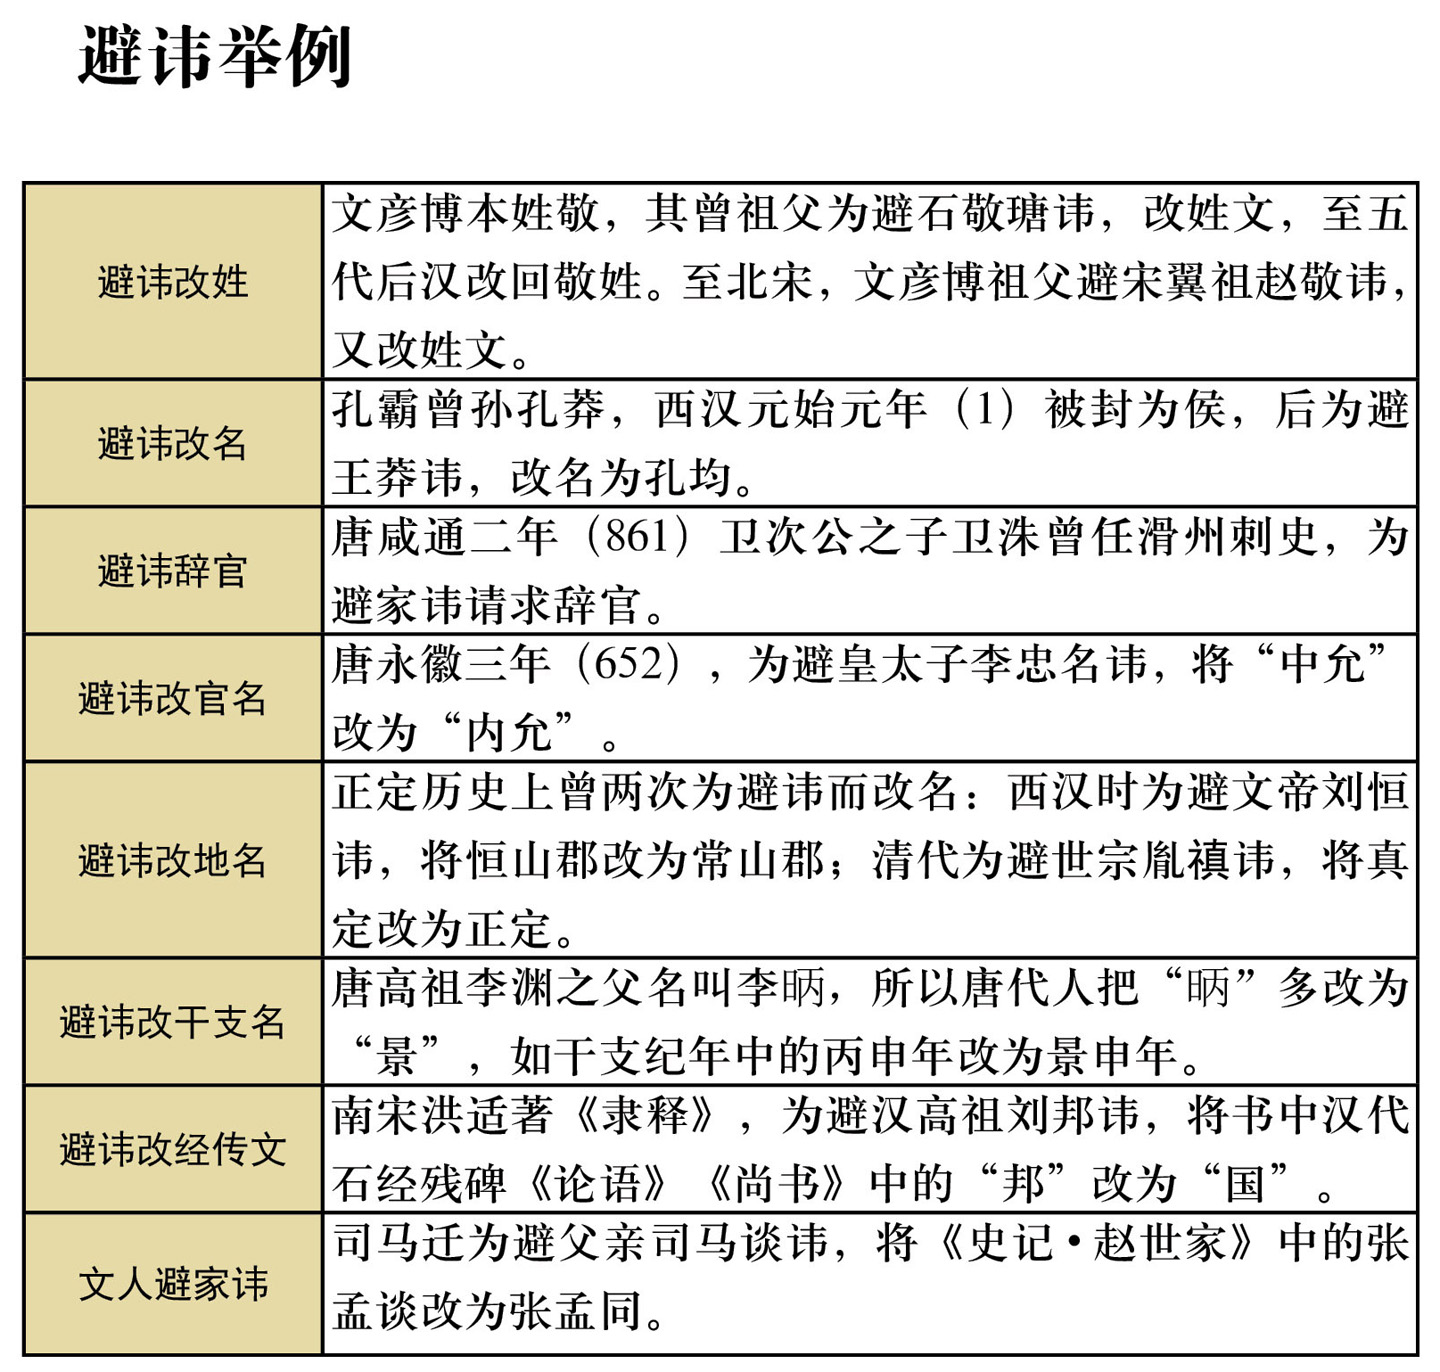 避讳举例
避讳改姓
文彦博本姓敬，其曾祖父为避石敬瑭讳，改姓文，至五
代后汉改回敬姓。至北宋，文彦博祖父避宋翼祖赵敬讳，
又改姓文。
避讳改名
孔霸曾孙孔莽，西汉元始元年（1）被封为侯，后为避
王莽讳，改名为孔均。
避讳辞官
唐咸通二年（861）卫次公之子卫洙曾任滑州刺史，为
避家讳请求辞官。
避讳改官名
唐永徽三年（652），为避皇太子李忠名讳，将“中允”
改为“内允”。
避讳改地名
正定历史上曾两次为避讳而改名：西汉时为避文帝刘恒
讳，将恒山郡改为常山郡；清代为避世宗胤禛讳，将真
定改为正定。
避讳改干支名
唐高祖李渊之父名叫李昞，所以唐代人把“昞”多改为
“景”，如干支纪年中的丙申年改为景申年。
避讳改经传文
南宋洪适著《隶释》，为避汉高祖刘邦讳，将书中汉代
石经残碑《论语》《尚书》中的“邦”改为“国”。
文人避家讳
司马迁为避父亲司马谈讳，将《史记•赵世家》中的张
孟谈改为张孟同。